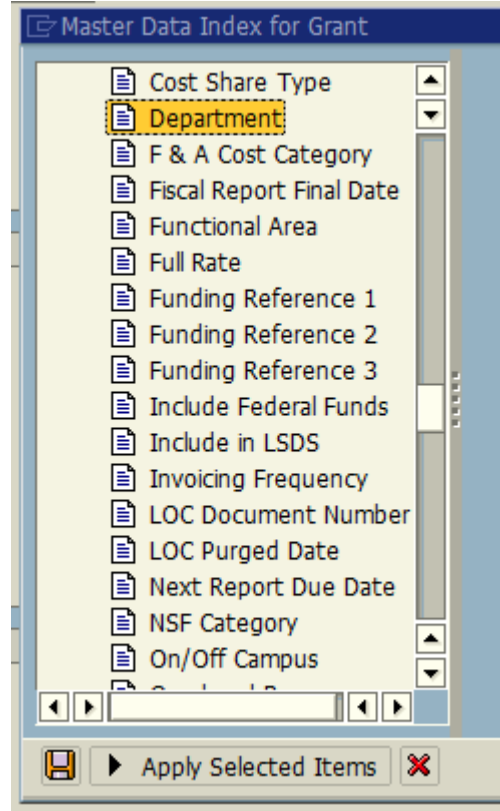 Master Data Index for Grant
Cost Share Type
Department
F & A Cost Category
Fiscal Report Final Date
Functional Area
Full Rate
Funding Reference 1
Funding Reference 2
Funding Reference 3
Include Federal Funds
Include in LSDS
Invoicing Frequency
LOC Document Number
LOC Purged Date
Next Report Due Date
NSF Category
On/Off Campus
Apply Selected Items